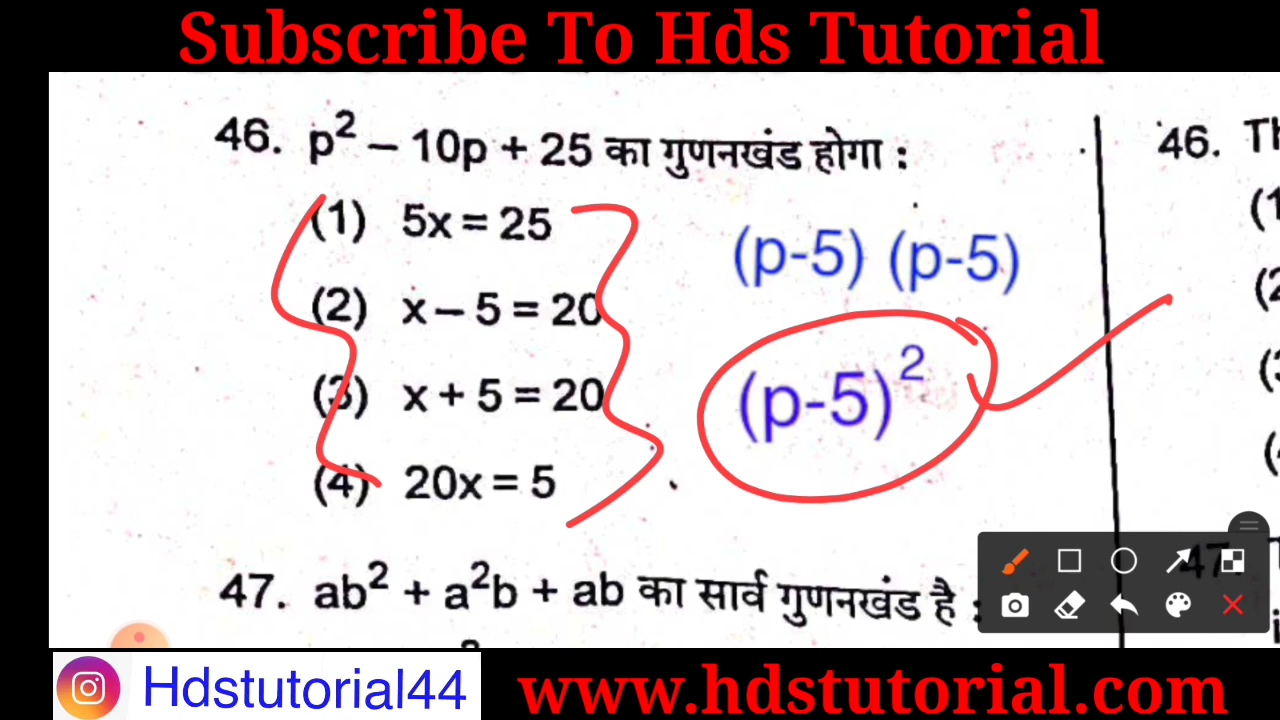 Subscribe To Hds Tutorial
46. p² – 10p + 25 का गुणनखंड होगा :
(1) 5x = 25
(2) x – 5 = 20
(3) x + 5 = 20
(4) 20x = 5
(p-5) (p-5)
(p-5)²
47. ab² + a²b + ab का सार्व गुणनखंड है :
46.
47.
Hdstutorial44
www.hdstutorial.com